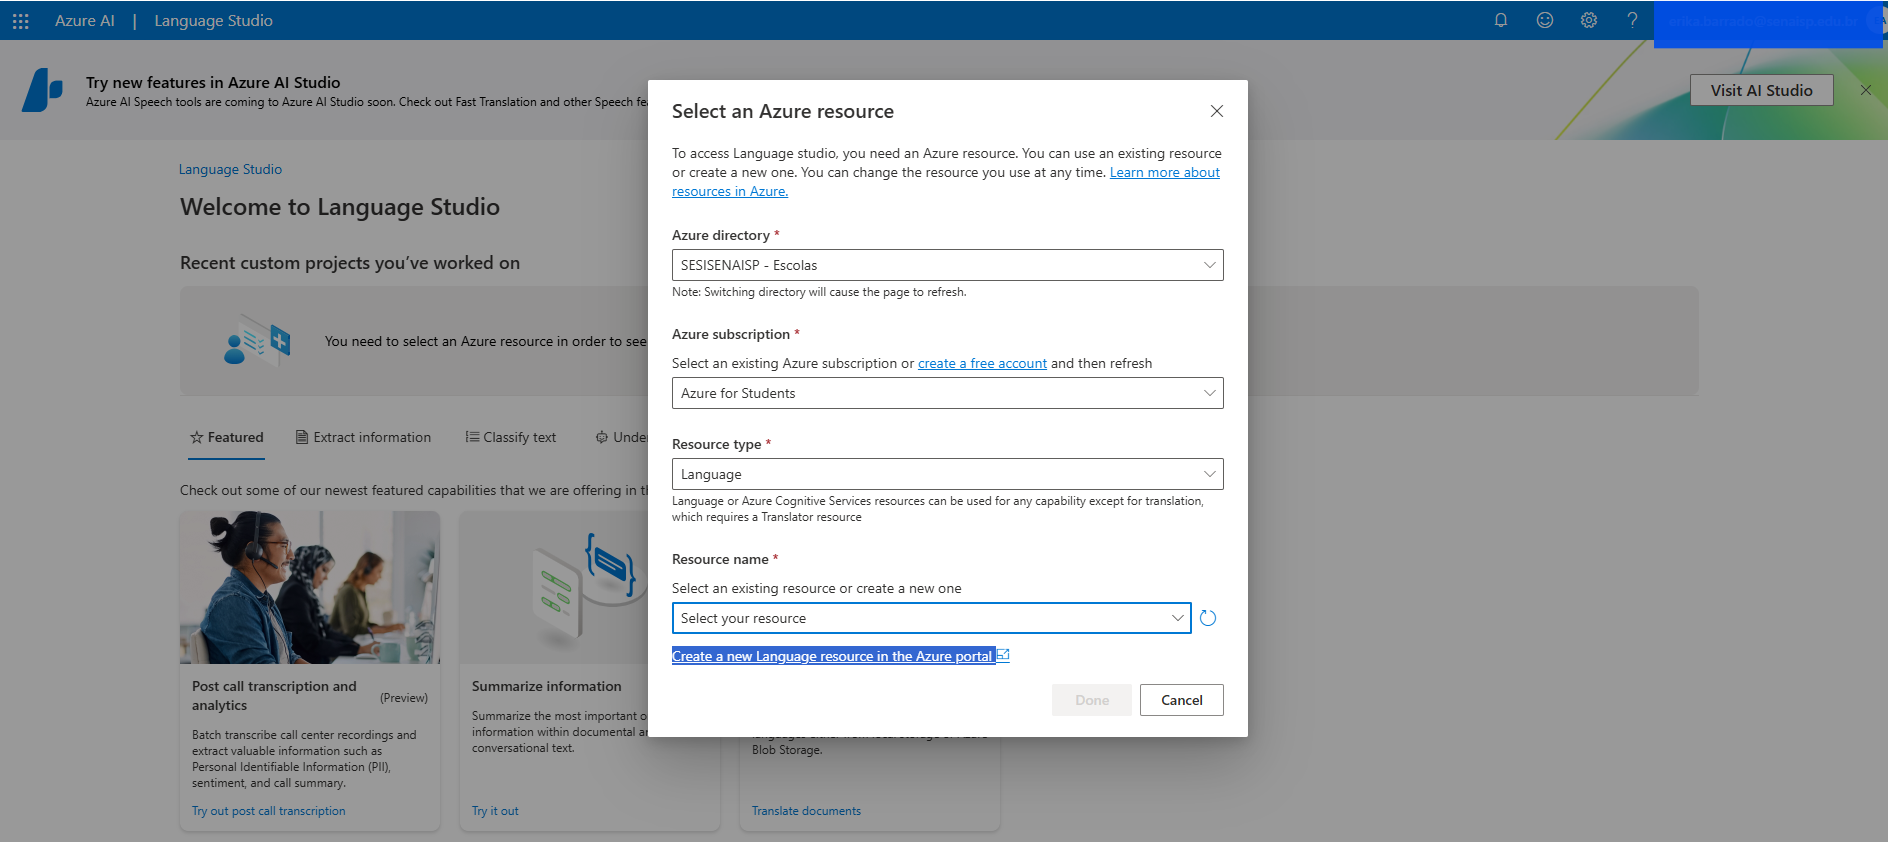 Azure AI | Language Studio
Try new features in Azure AI Studio
Azure AI Speech tools are coming to Azure AI Studio soon. Check out Fast Translation and other Speech
Visit AI Studio
Language Studio
Welcome to Language Studio
Recent custom projects you've worked on
You need to select an Azure resource in order to see
Featured
Extract information
Classify text
Check out some of our newest featured capabilities that we are offering in
Post call transcription and
analytics
(Preview)
Batch transcribe call center recordings and
extract valuable information such as
Personal Identifiable Information (PII),
sentiment, and call summary.
Try out post call transcription
Summarize information
Summarize the most important
information within documental
conversational text.
Try it out
Blob Storage.
Translate documents
Select an Azure resource
To access Language studio, you need an Azure resource. You can use an existing resource
or create a new one. You can change the resource you use at any time. Learn more about
resources in Azure.
Azure directory *
SESISENAISP - Escolas
Note: Switching directory will cause the page to refresh.
Azure subscription *
Select an existing Azure subscription or create a free account and then refresh
Azure for Students
Resource type *
Language
Language or Azure Cognitive Services resources can be used for any capability except for translation,
which requires a Translator resource
Resource name *
Select an existing resource or create a new one
Select your resource
Create a new Language resource in the Azure portal
Done
Cancel